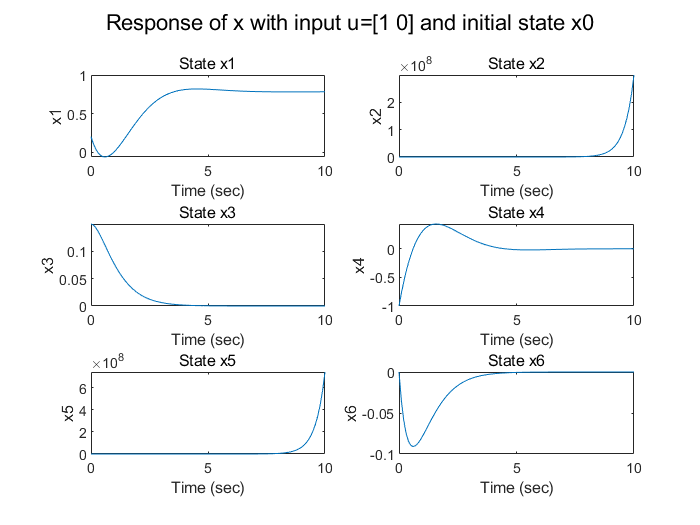 Response of x with input u=[1 0] and initial state x0
State x1
1
0.5
0
x1
0 5 10
Time (sec)
State x2
×10^8
3
2
1
0
x2
0 5 10
Time (sec)
State x3
0.1
0.05
0
x3
0 5 10
Time (sec)
State x4
0
-0.5
-1
x4
0 5 10
Time (sec)
State x5
×10^8
6
4
2
0
x5
0 5 10
Time (sec)
State x6
0
-0.05
-0.1
x6
0 5 10
Time (sec)